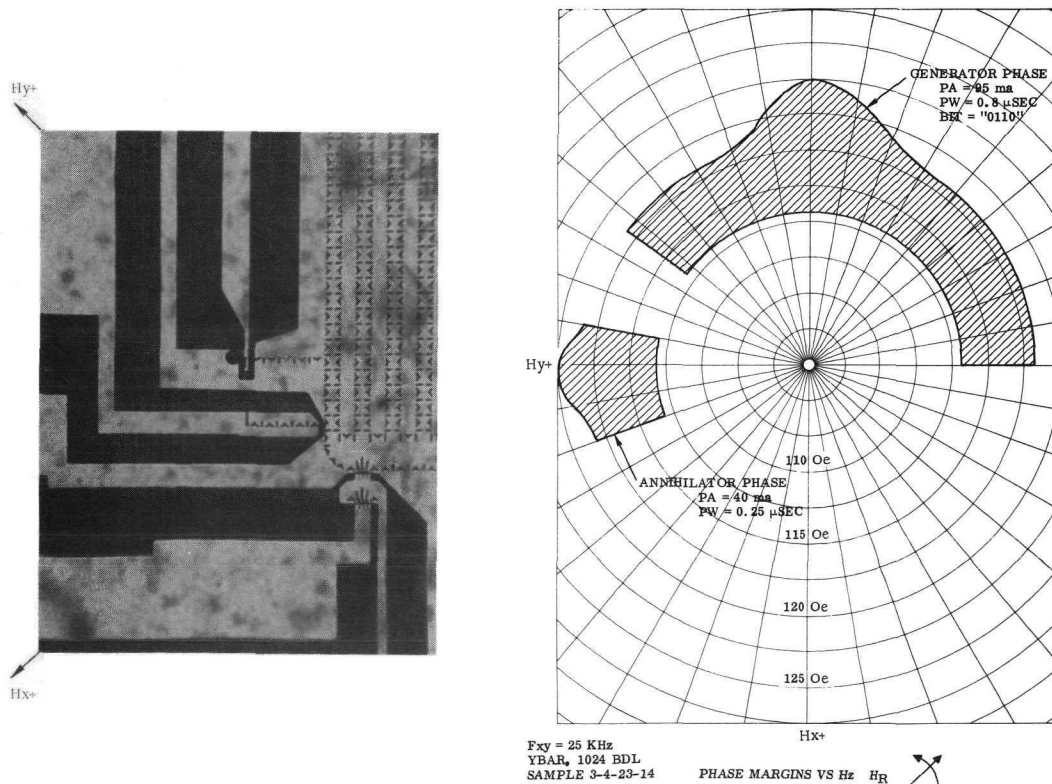 Hy+
Hx+
GENERATOR PHASE
PA = 95 ma
PW = 0.8 μSEC
BIT = "0110"
Hy+
110 Oe
ANNIHILATOR PHASE
PA = 40 ma
PW = 0.25 μSEC
115 Oe
120 Oe
125 Oe
Hx+
Fxy = 25 KHz
YBAR, 1024 BDL
SAMPLE 3-4-23-14
PHASE MARGINS VS Hz HR